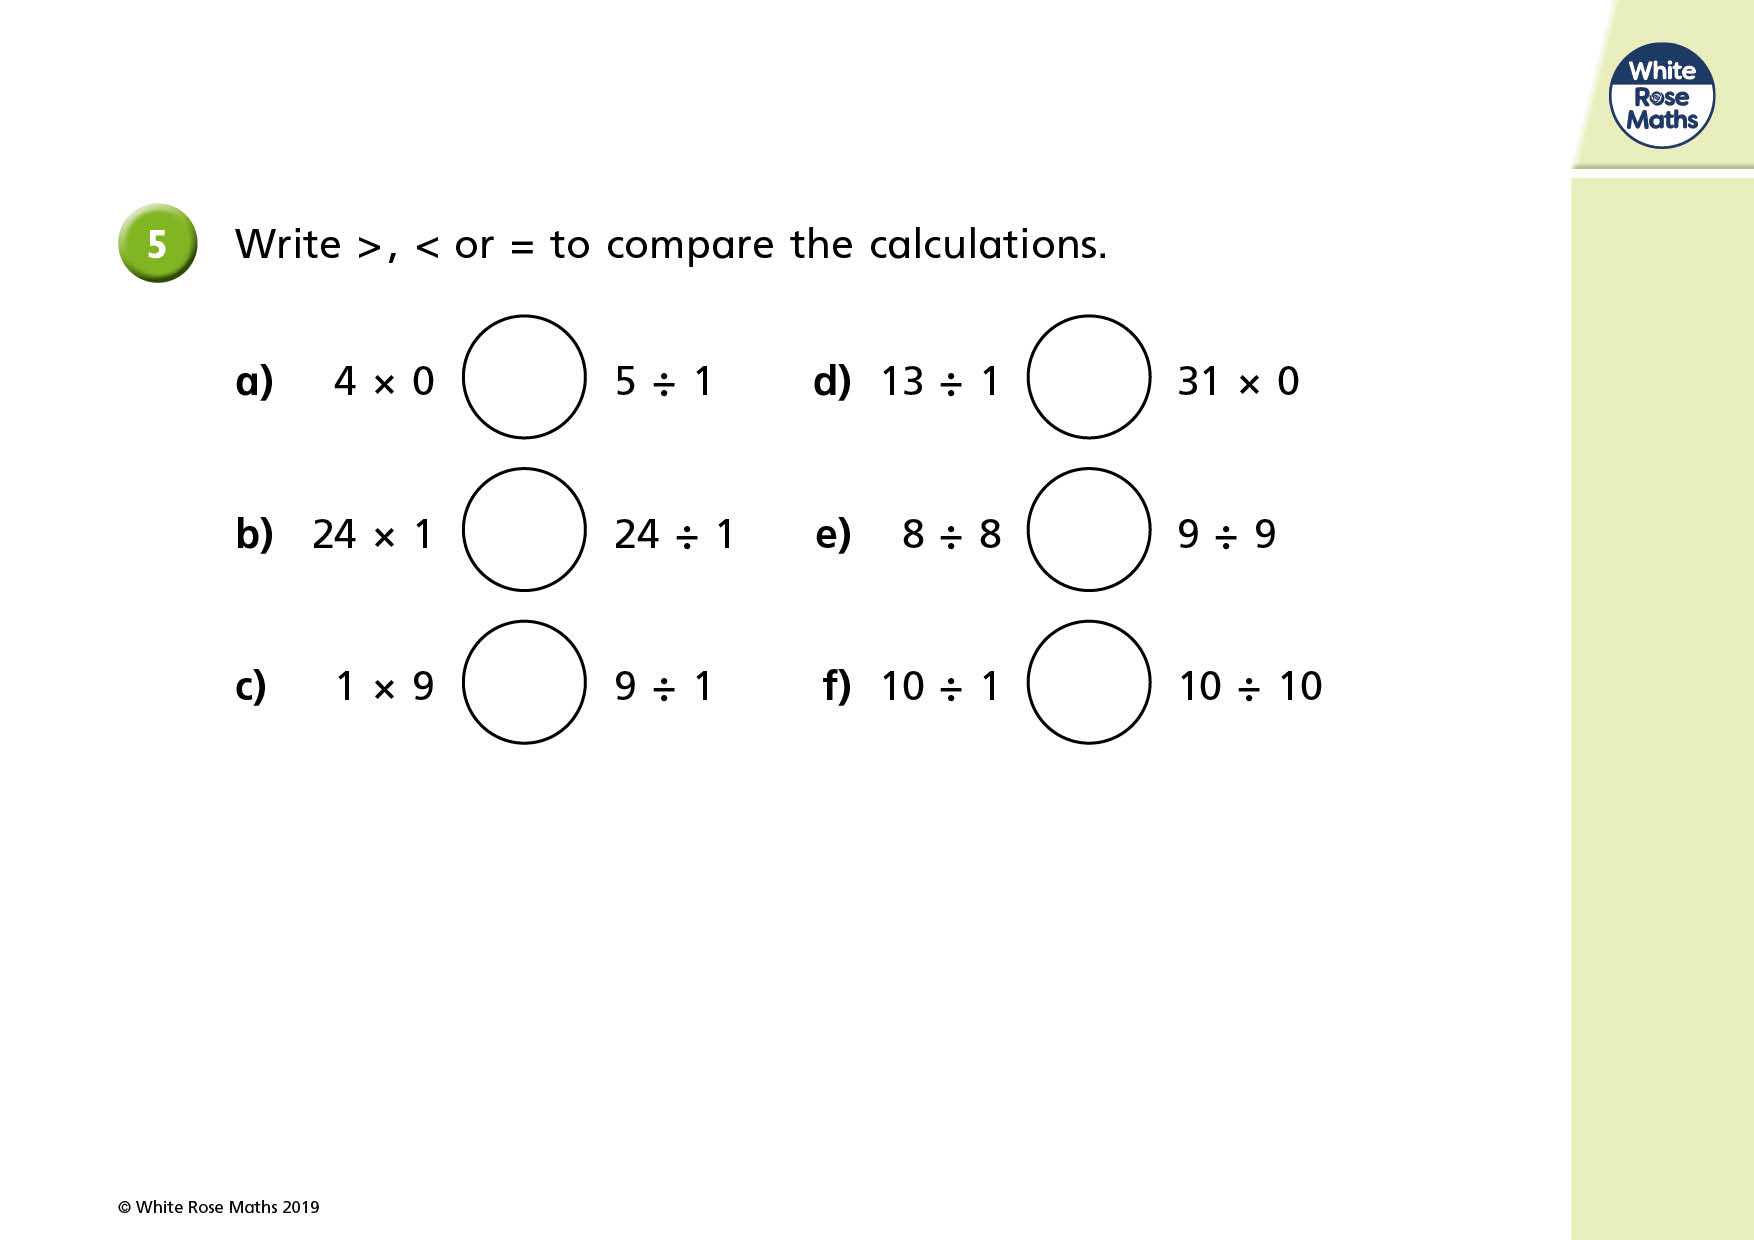 White
Rose
Maths
5 Write >, < or = to compare the calculations.
a) 4 × 0 5 ÷ 1 d) 13 ÷ 1 31 × 0
b) 24 × 1 24 ÷ 1 e) 8 ÷ 8 9 ÷ 9
c) 1 × 9 9 ÷ 1 f) 10 ÷ 1 10 ÷ 10
© White Rose Maths 2019